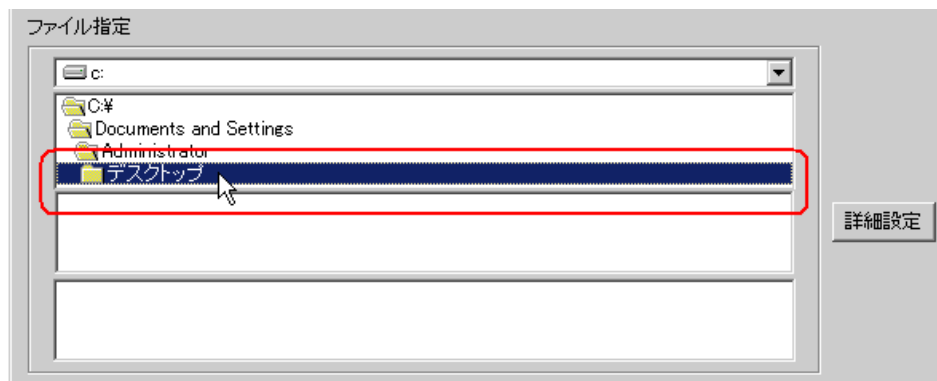 ファイル指定
c:
C:¥
Documents and Settings
Administrator
デスクトップ
詳細設定